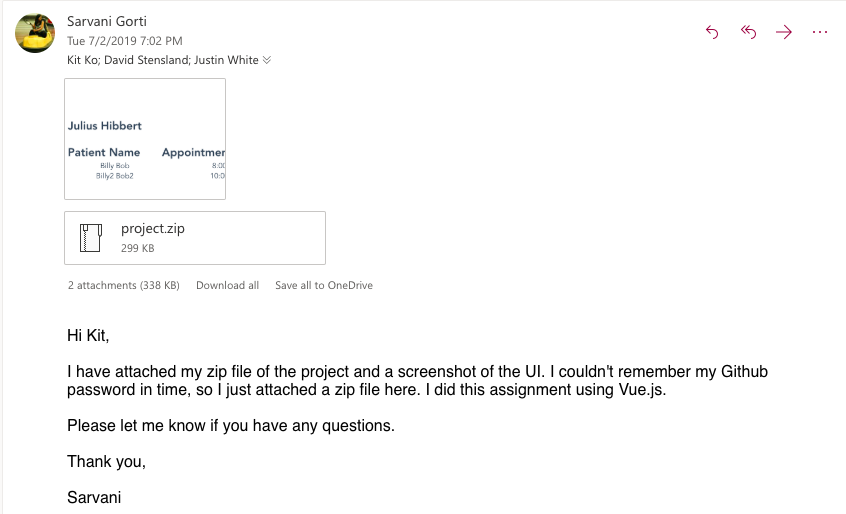 Sarvani Gorti
Tue 7/2/2019 7:02 PM
Kit Ko; David Stensland; Justin White
Julius Hibbert
Patient Name Appointmen
Billy Bob 8:00
Billy2 Bob2 10:0
project.zip
299 KB
2 attachments (338 KB) Download all Save all to OneDrive
Hi Kit,
I have attached my zip file of the project and a screenshot of the UI. I couldn't remember my Github
password in time, so I just attached a zip file here. I did this assignment using Vue.js.
Please let me know if you have any questions.
Thank you,
Sarvani